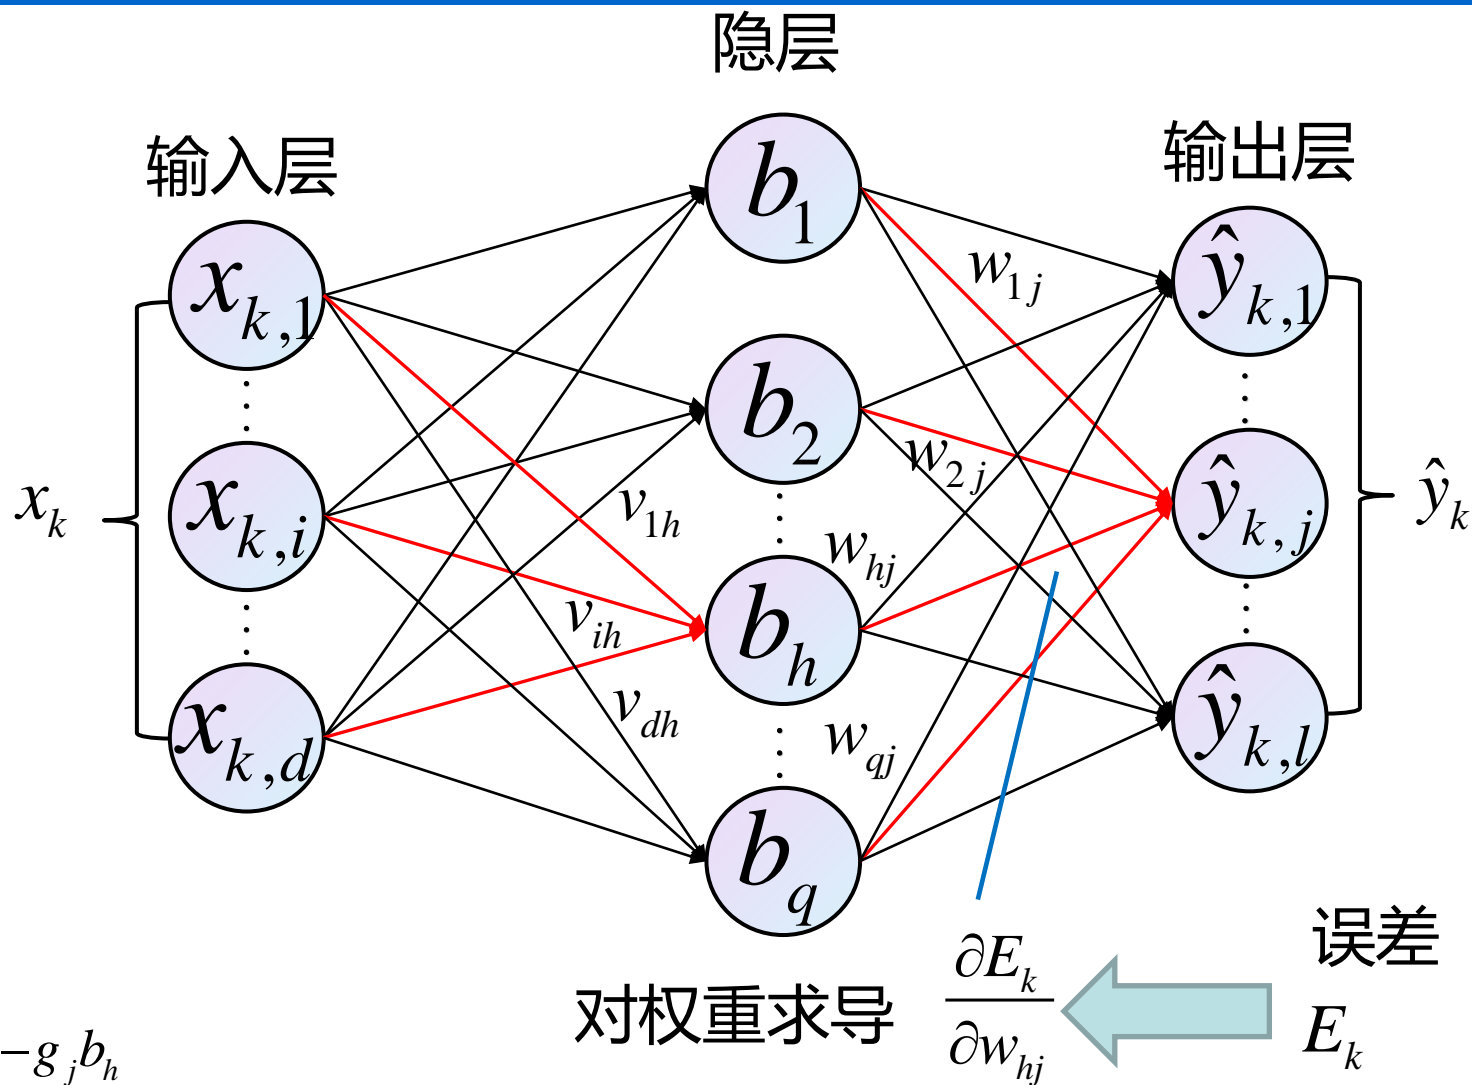 隐层
输入层
输出层
b_1
x_{k,1}
w_{1j}
ŷ_{k,1}
b_2
w_{2j}
x_k
x_{k,i}
v_{1h}
ŷ_{k,j}
ŷ_k
w_{hj}
v_{ih}
b_h
x_{k,d}
v_{dh}
w_{qj}
ŷ_{k,l}
b_q
误差
对权重求导
∂E_k
∂w_{hj}
E_k
−g_j b_h